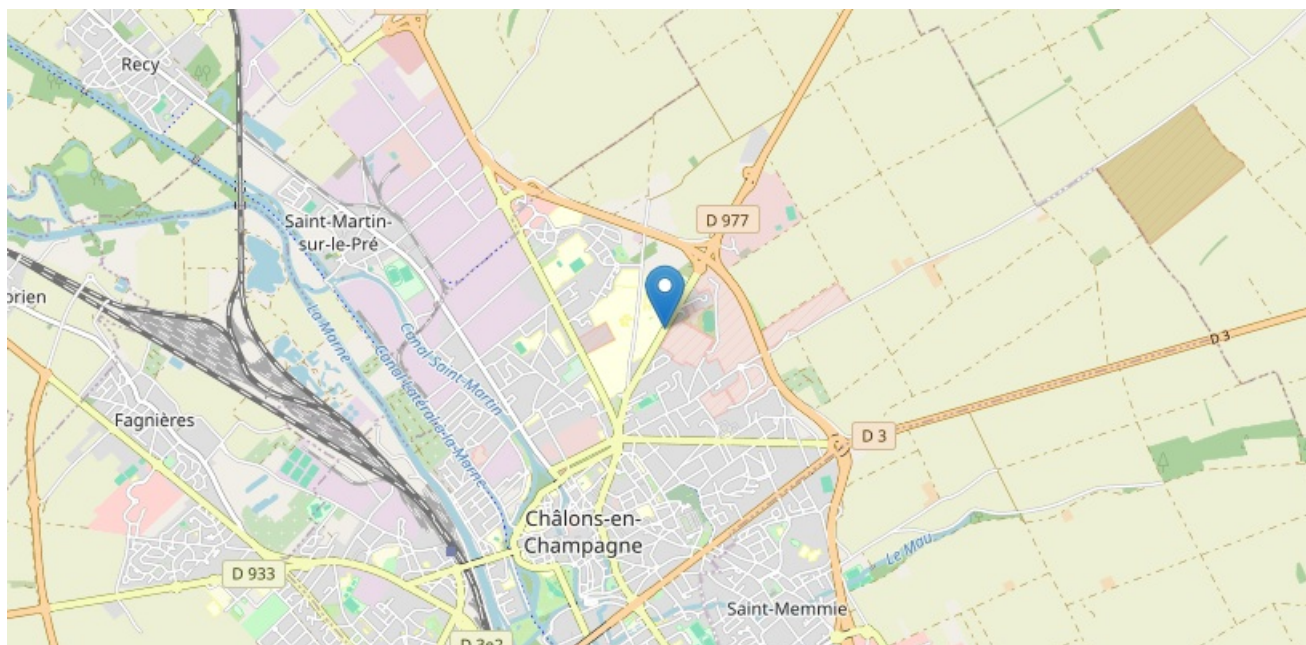 Recy
D 977
Saint-Martin-
sur-le-Pré
orien
La Marne
Canal Saint-Martin
Canal Latéral à la Marne
D 3
Fagnières
D 3
Châlons-en-
Champagne
Le Mau
D 933
Saint-Memmie
D 3e2